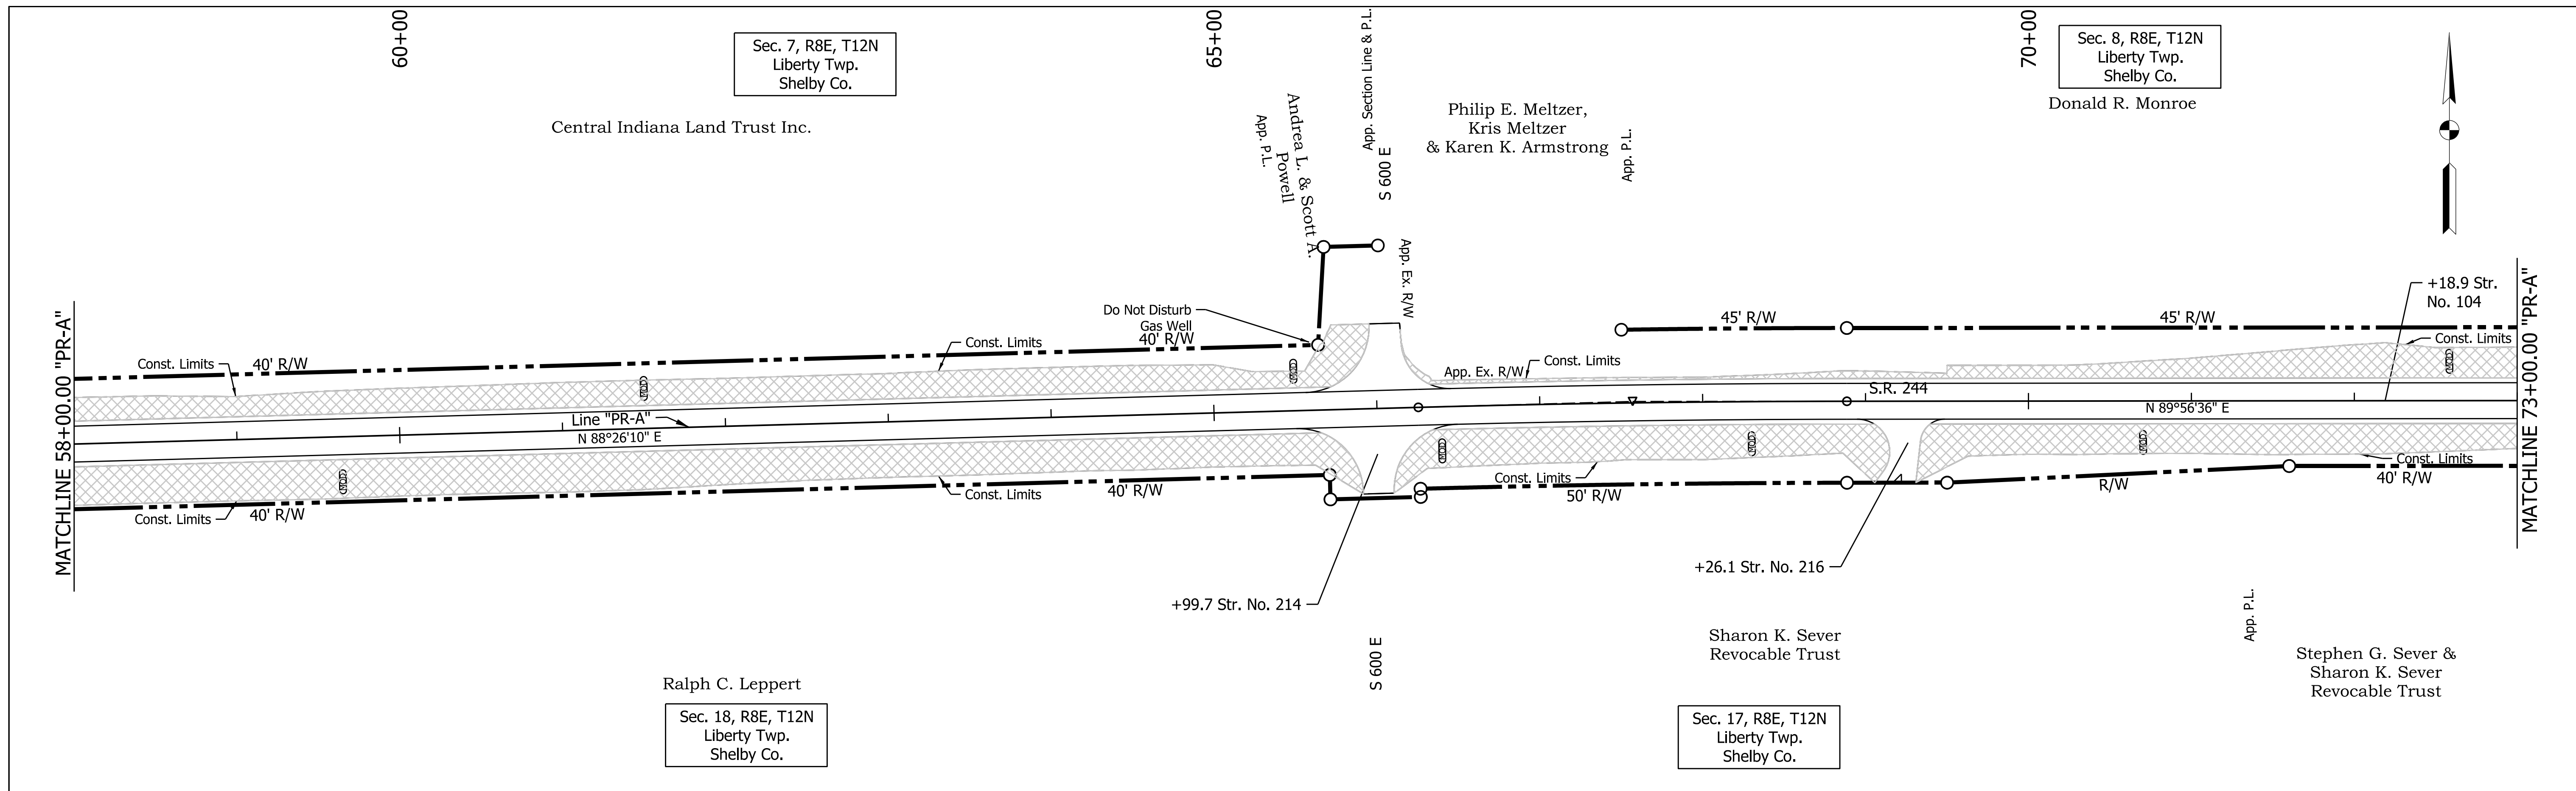 60+00
65+00
70+00
Sec. 7, R8E, T12N
Liberty Twp.
Shelby Co.
Central Indiana Land Trust Inc.
App. P.L.
Andrea L. & Scott A.
Powell
App. Section Line & P.L.
S 600 E
App. Ex. R/W
Philip E. Meltzer,
Kris Meltzer
& Karen K. Armstrong
App. P.L.
Sec. 8, R8E, T12N
Liberty Twp.
Shelby Co.
Donald R. Monroe
MATCHLINE 58+00.00 "PR-A"
Const. Limits
40' R/W
Const. Limits
Do Not Disturb
Gas Well
40' R/W
App. Ex. R/W
Const. Limits
45' R/W
45' R/W
+18.9 Str.
No. 104
Const. Limits
MATCHLINE 73+00.00 "PR-A"
Line "PR-A"
N 88°26'10" E
S.R. 244
N 89°56'36" E
Const. Limits
40' R/W
Const. Limits
40' R/W
Const. Limits
50' R/W
R/W
Const. Limits
40' R/W
+99.7 Str. No. 214
+26.1 Str. No. 216
S 600 E
App. P.L.
Sharon K. Sever
Revocable Trust
Stephen G. Sever &
Sharon K. Sever
Revocable Trust
Ralph C. Leppert
Sec. 18, R8E, T12N
Liberty Twp.
Shelby Co.
Sec. 17, R8E, T12N
Liberty Twp.
Shelby Co.